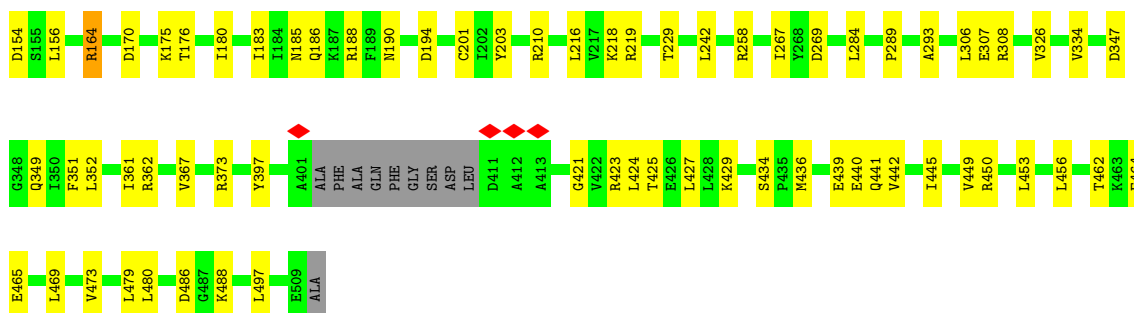 D154 S155 L156 R164 D170 K175 T176 I180 I183 I184 N185 Q186 K187 R188 F189 N190 D194 C201 I202 Y203 R210 L216 V217 K218 R219 T229 L242 R258 I267 Y268 D269 L284 P289 A293 L306 E307 R308 V326 V334 D347
G348 Q349 I350 F351 L352 I361 R362 V367 R373 Y397 A401 ALA PHE ALA GLN PHE GLY SER ASP LEU D411 A412 A413 G421 V422 R423 L424 T425 E426 L427 L428 K429 S434 P435 M436 E439 E440 Q441 V442 I445 V449 R450 L453 L456 T462 K463
E465 L469 V473 L479 L480 D486 G487 K488 L497 E509 ALA